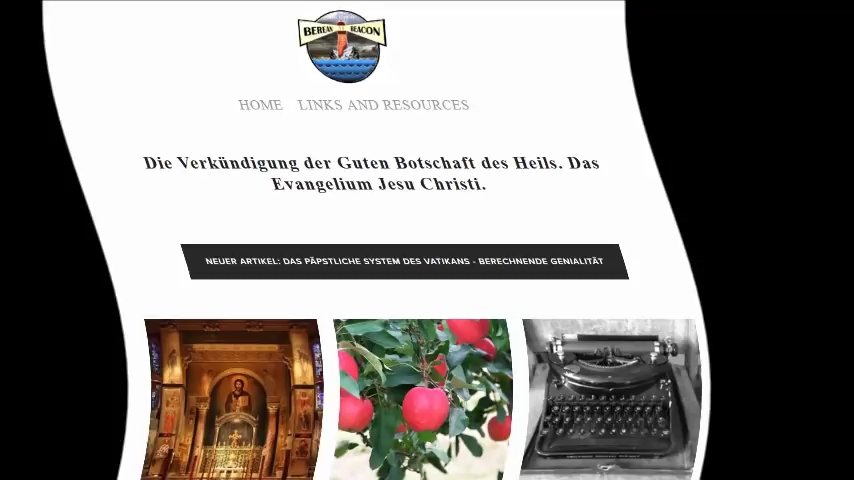 BEREAN BEACON
HOME LINKS AND RESOURCES
Die Verkündigung der Guten Botschaft des Heils. Das
Evangelium Jesu Christi.
NEUER ARTIKEL: DAS PÄPSTLICHE SYSTEM DES VATIKANS - BERECHNENDE GENIALITÄT